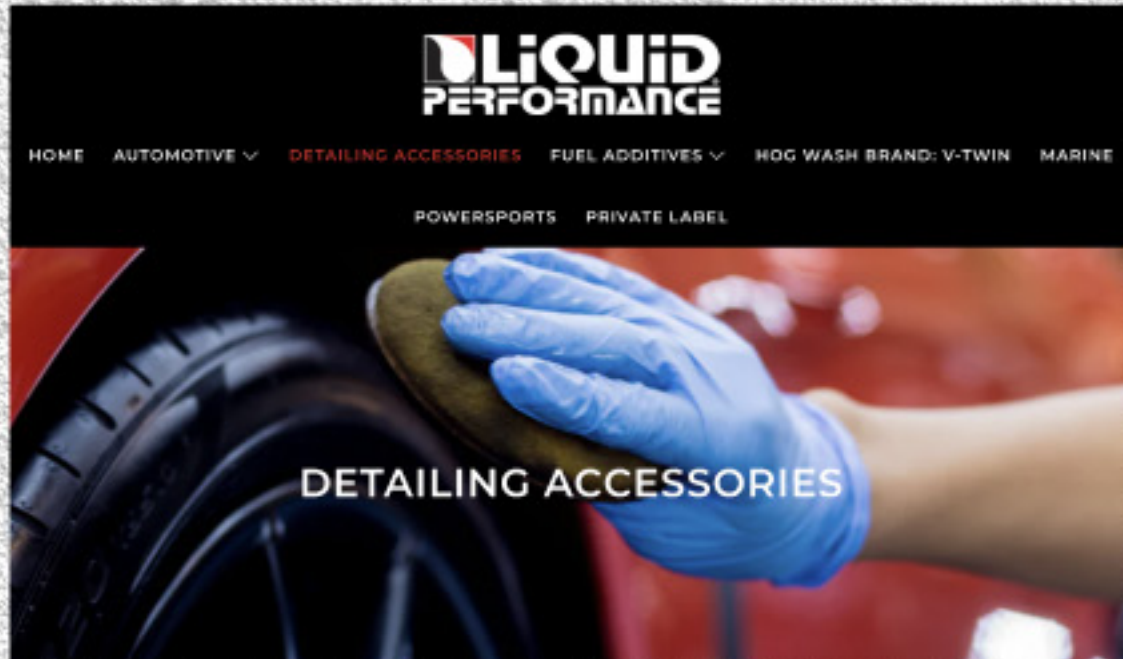 LiQUiD
PERFORMANCE
HOME AUTOMOTIVE DETAILING ACCESSORIES FUEL ADDITIVES HOG WASH BRAND: V-TWIN MARINE
POWERSPORTS PRIVATE LABEL
DETAILING ACCESSORIES